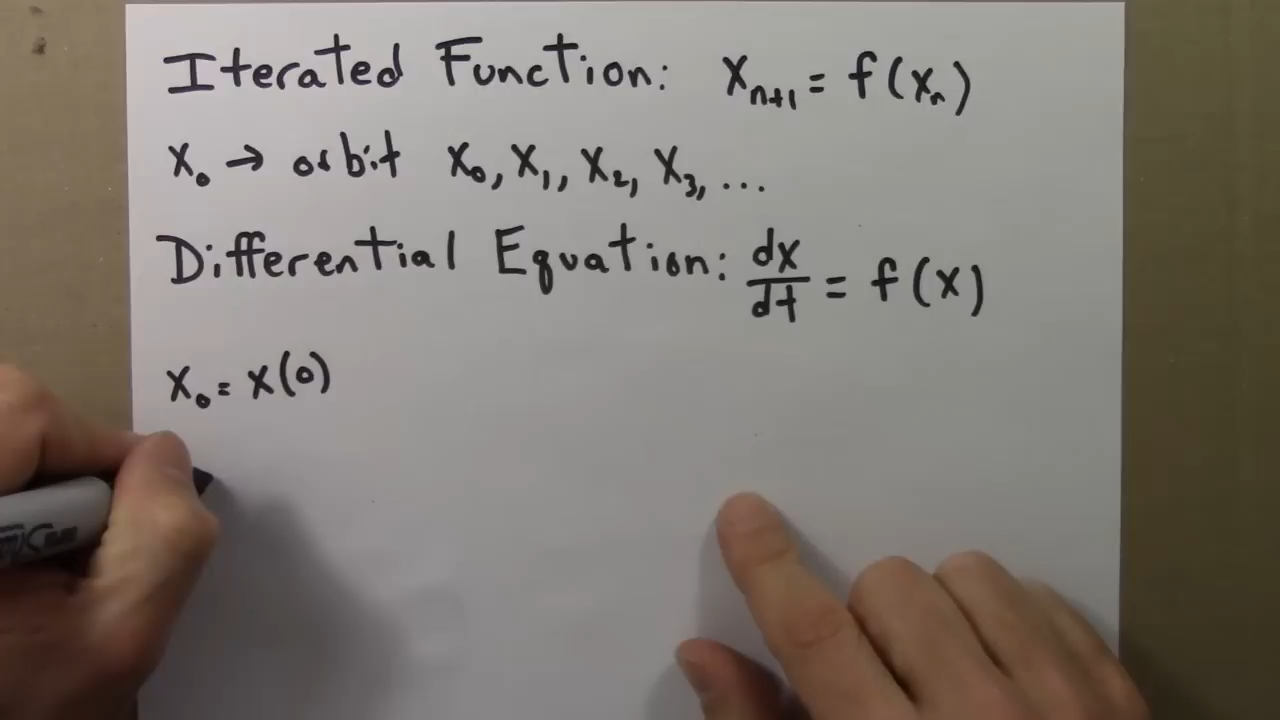 Iterated Function: xₙ₊₁ = f(xₙ)
x₀ → orbit x₀, x₁, x₂, x₃, ...
Differential Equation: dx/dt = f(x)
x₀ = x(0)